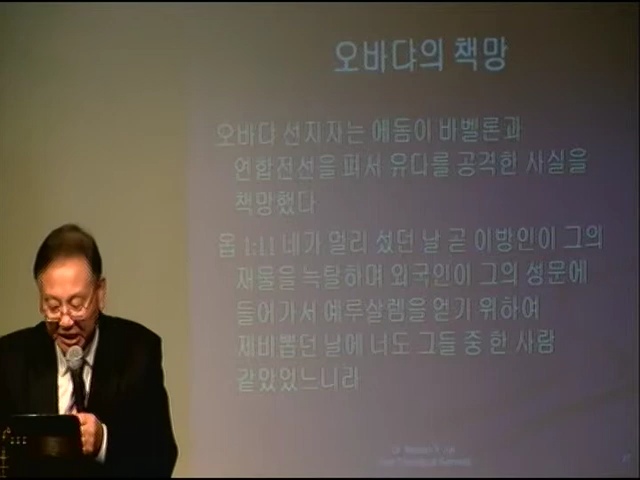 오바댜의 책망
오바댜 선지자는 에돔이 바벨론과
연합전선을 펴서 유다를 공격한 사실을
책망했다
옵 1:11 네가 멀리 섰던 날 곧 이방인이 그의
재물을 늑탈하며 외국인이 그의 성문에
들어가서 예루살렘을 얻기 위하여
제비뽑던 날에 너도 그들 중 한 사람
같았었느니라